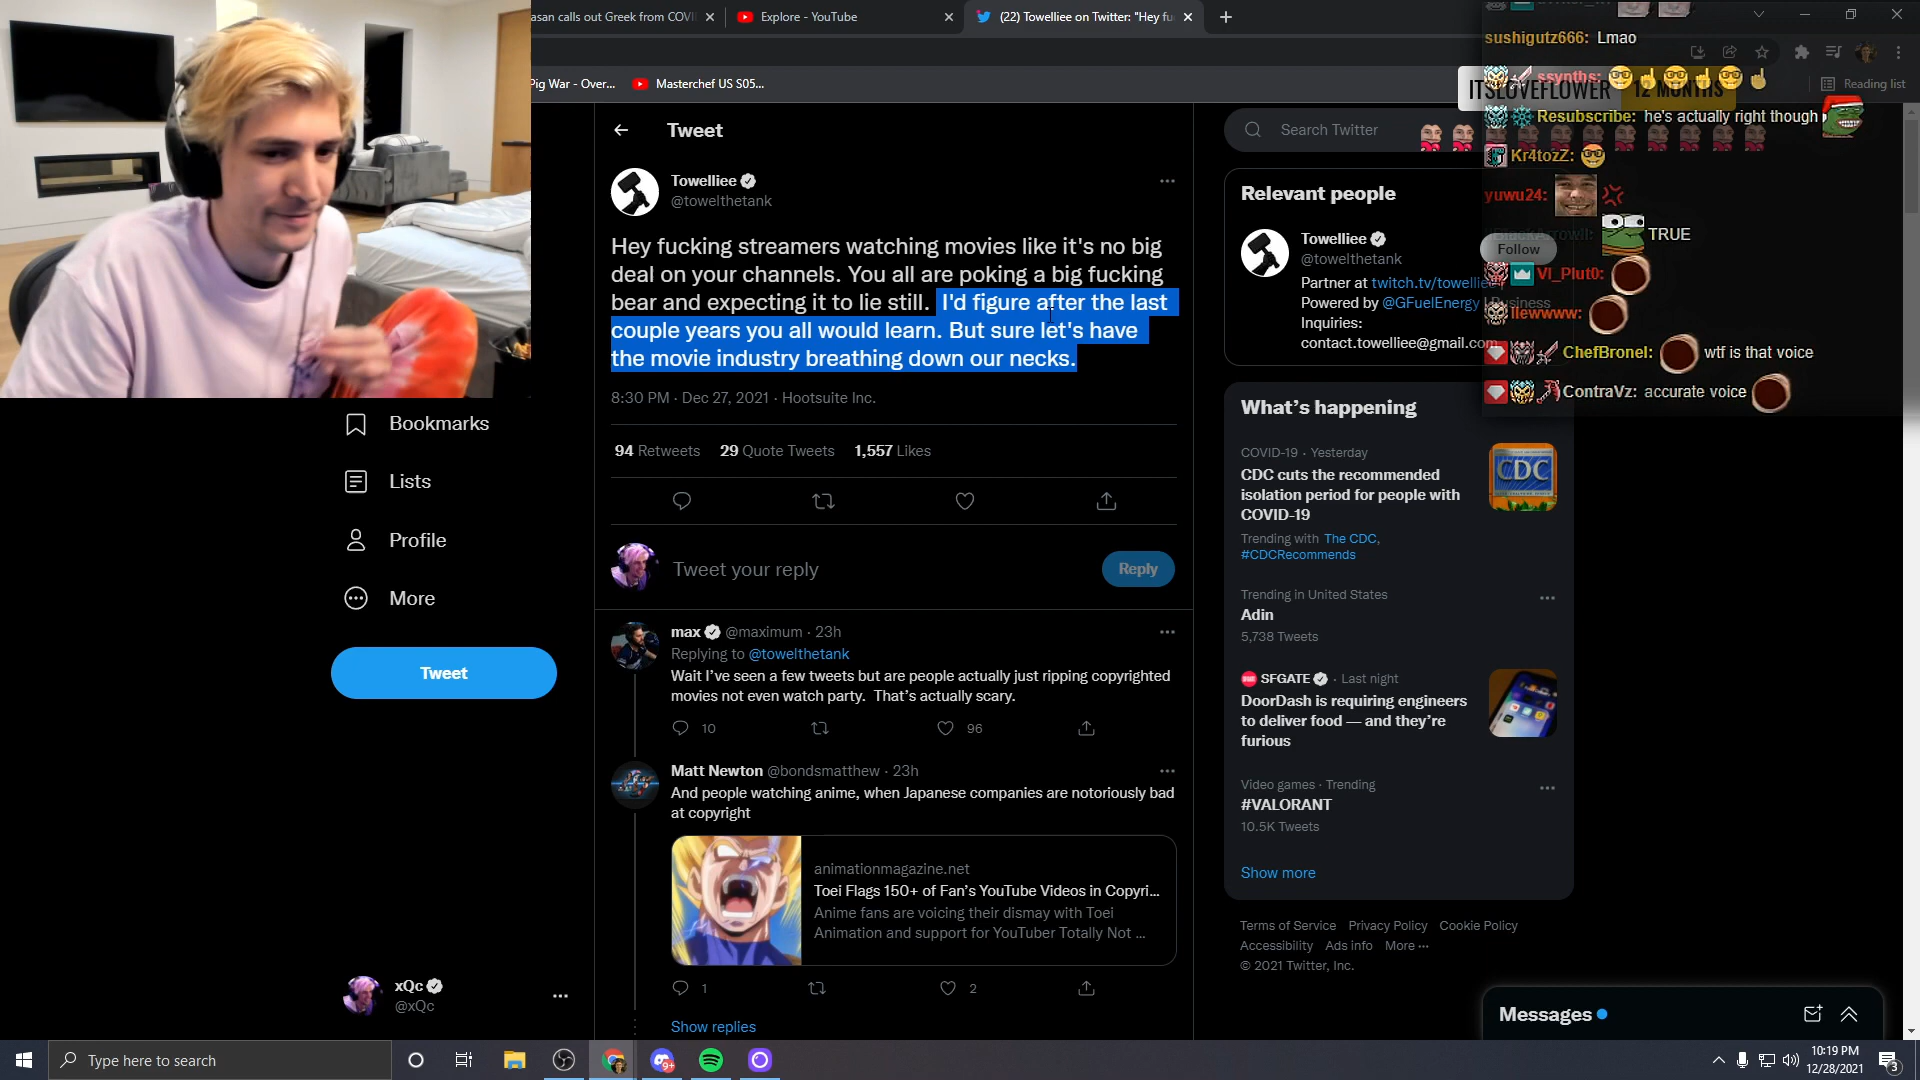 asan calls out Greek from COVI
Explore - YouTube
(22) Towelliee on Twitter: "Hey fu
Pig War - Over...
Masterchef US S05...
Reading list
Tweet
Search Twitter
Towelliee
@towelthetank
Hey fucking streamers watching movies like it's no big
deal on your channels. You all are poking a big fucking
bear and expecting it to lie still. I'd figure after the last
couple years you all would learn. But sure let's have
the movie industry breathing down our necks.
8:30 PM · Dec 27, 2021 · Hootsuite Inc.
94 Retweets 29 Quote Tweets 1,557 Likes
Tweet your reply
Reply
max @maximum · 23h
Replying to @towelthetank
Wait I've seen a few tweets but are people actually just ripping copyrighted
movies not even watch party. That's actually scary.
10 96
Matt Newton @bondsmatthew · 23h
And people watching anime, when Japanese companies are notoriously bad
at copyright
animationmagazine.net
Toei Flags 150+ of Fan's YouTube Videos in Copyri...
Anime fans are voicing their dismay with Toei
Animation and support for YouTuber Totally Not ...
1 2
Show replies
Bookmarks
Lists
Profile
More
Tweet
xQc
@xQc
Relevant people
Towelliee
@towelthetank
Follow
Partner at twitch.tv/towelliee
Powered by @GFuelEnergy | Business
Inquiries:
contact.towelliee@gmail.com
What's happening
COVID-19 · Yesterday
CDC cuts the recommended
isolation period for people with
COVID-19
Trending with The CDC,
#CDCRecommends
CDC
Trending in United States
Adin
5,738 Tweets
SFGATE · Last night
DoorDash is requiring engineers
to deliver food — and they're
furious
Video games · Trending
#VALORANT
10.5K Tweets
Show more
Terms of Service Privacy Policy Cookie Policy
Accessibility Ads info More ···
© 2021 Twitter, Inc.
Messages
sushigutz666: Lmao
ssynths:
ITSLOVEFLOWER 12 MONTHS
Resubscribe: he's actually right though
Kr4tozZ:
yuwu24:
TRUE
VI_Plut0:
llewwww:
ChefBronel: wtf is that voice
ContraVz: accurate voice
Type here to search
9+
10:19 PM
12/28/2021
3